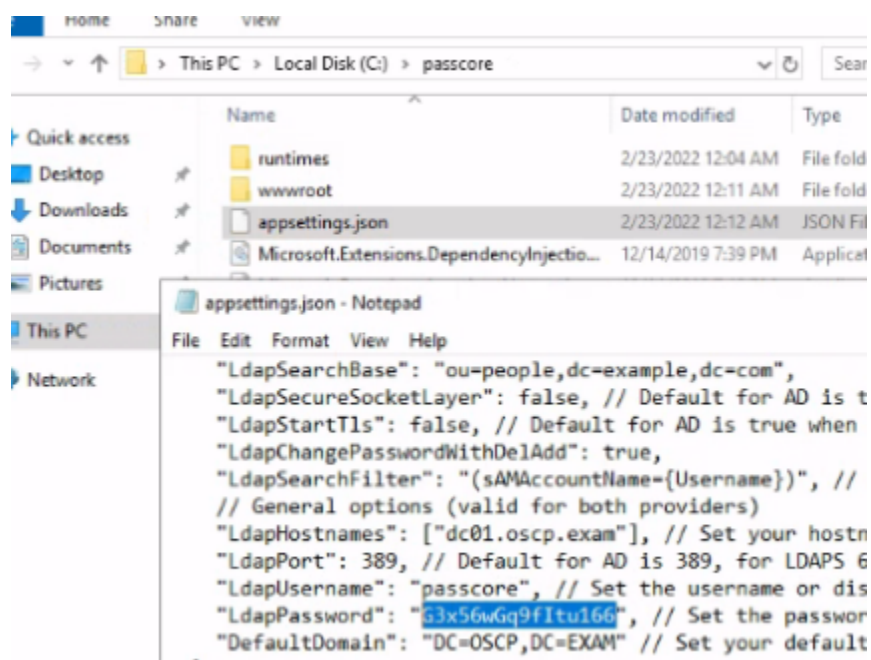 Home Share View
This PC > Local Disk (C:) > passcore
Name Date modified Type
Quick access
runtimes 2/23/2022 12:04 AM File fold
Desktop
wwwroot 2/23/2022 12:11 AM File fold
Downloads
appsettings.json 2/23/2022 12:12 AM JSON Fil
Documents
Microsoft.Extensions.DependencyInjectio... 12/14/2019 7:39 PM Applicat
Pictures
appsettings.json - Notepad
This PC
File Edit Format View Help
Network
"LdapSearchBase": "ou=people,dc=example,dc=com",
"LdapSecureSocketLayer": false, // Default for AD is t
"LdapStartTls": false, // Default for AD is true when
"LdapChangePasswordWithDelAdd": true,
"LdapSearchFilter": "(sAMAccountName={Username})", //
// General options (valid for both providers)
"LdapHostnames": ["dc01.oscp.exam"], // Set your hostn
"LdapPort": 389, // Default for AD is 389, for LDAPS 6
"LdapUsername": "passcore", // Set the username or dis
"LdapPassword": "G3x56wGq9fItu166", // Set the passwor
"DefaultDomain": "DC=OSCP,DC=EXAM" // Set your default